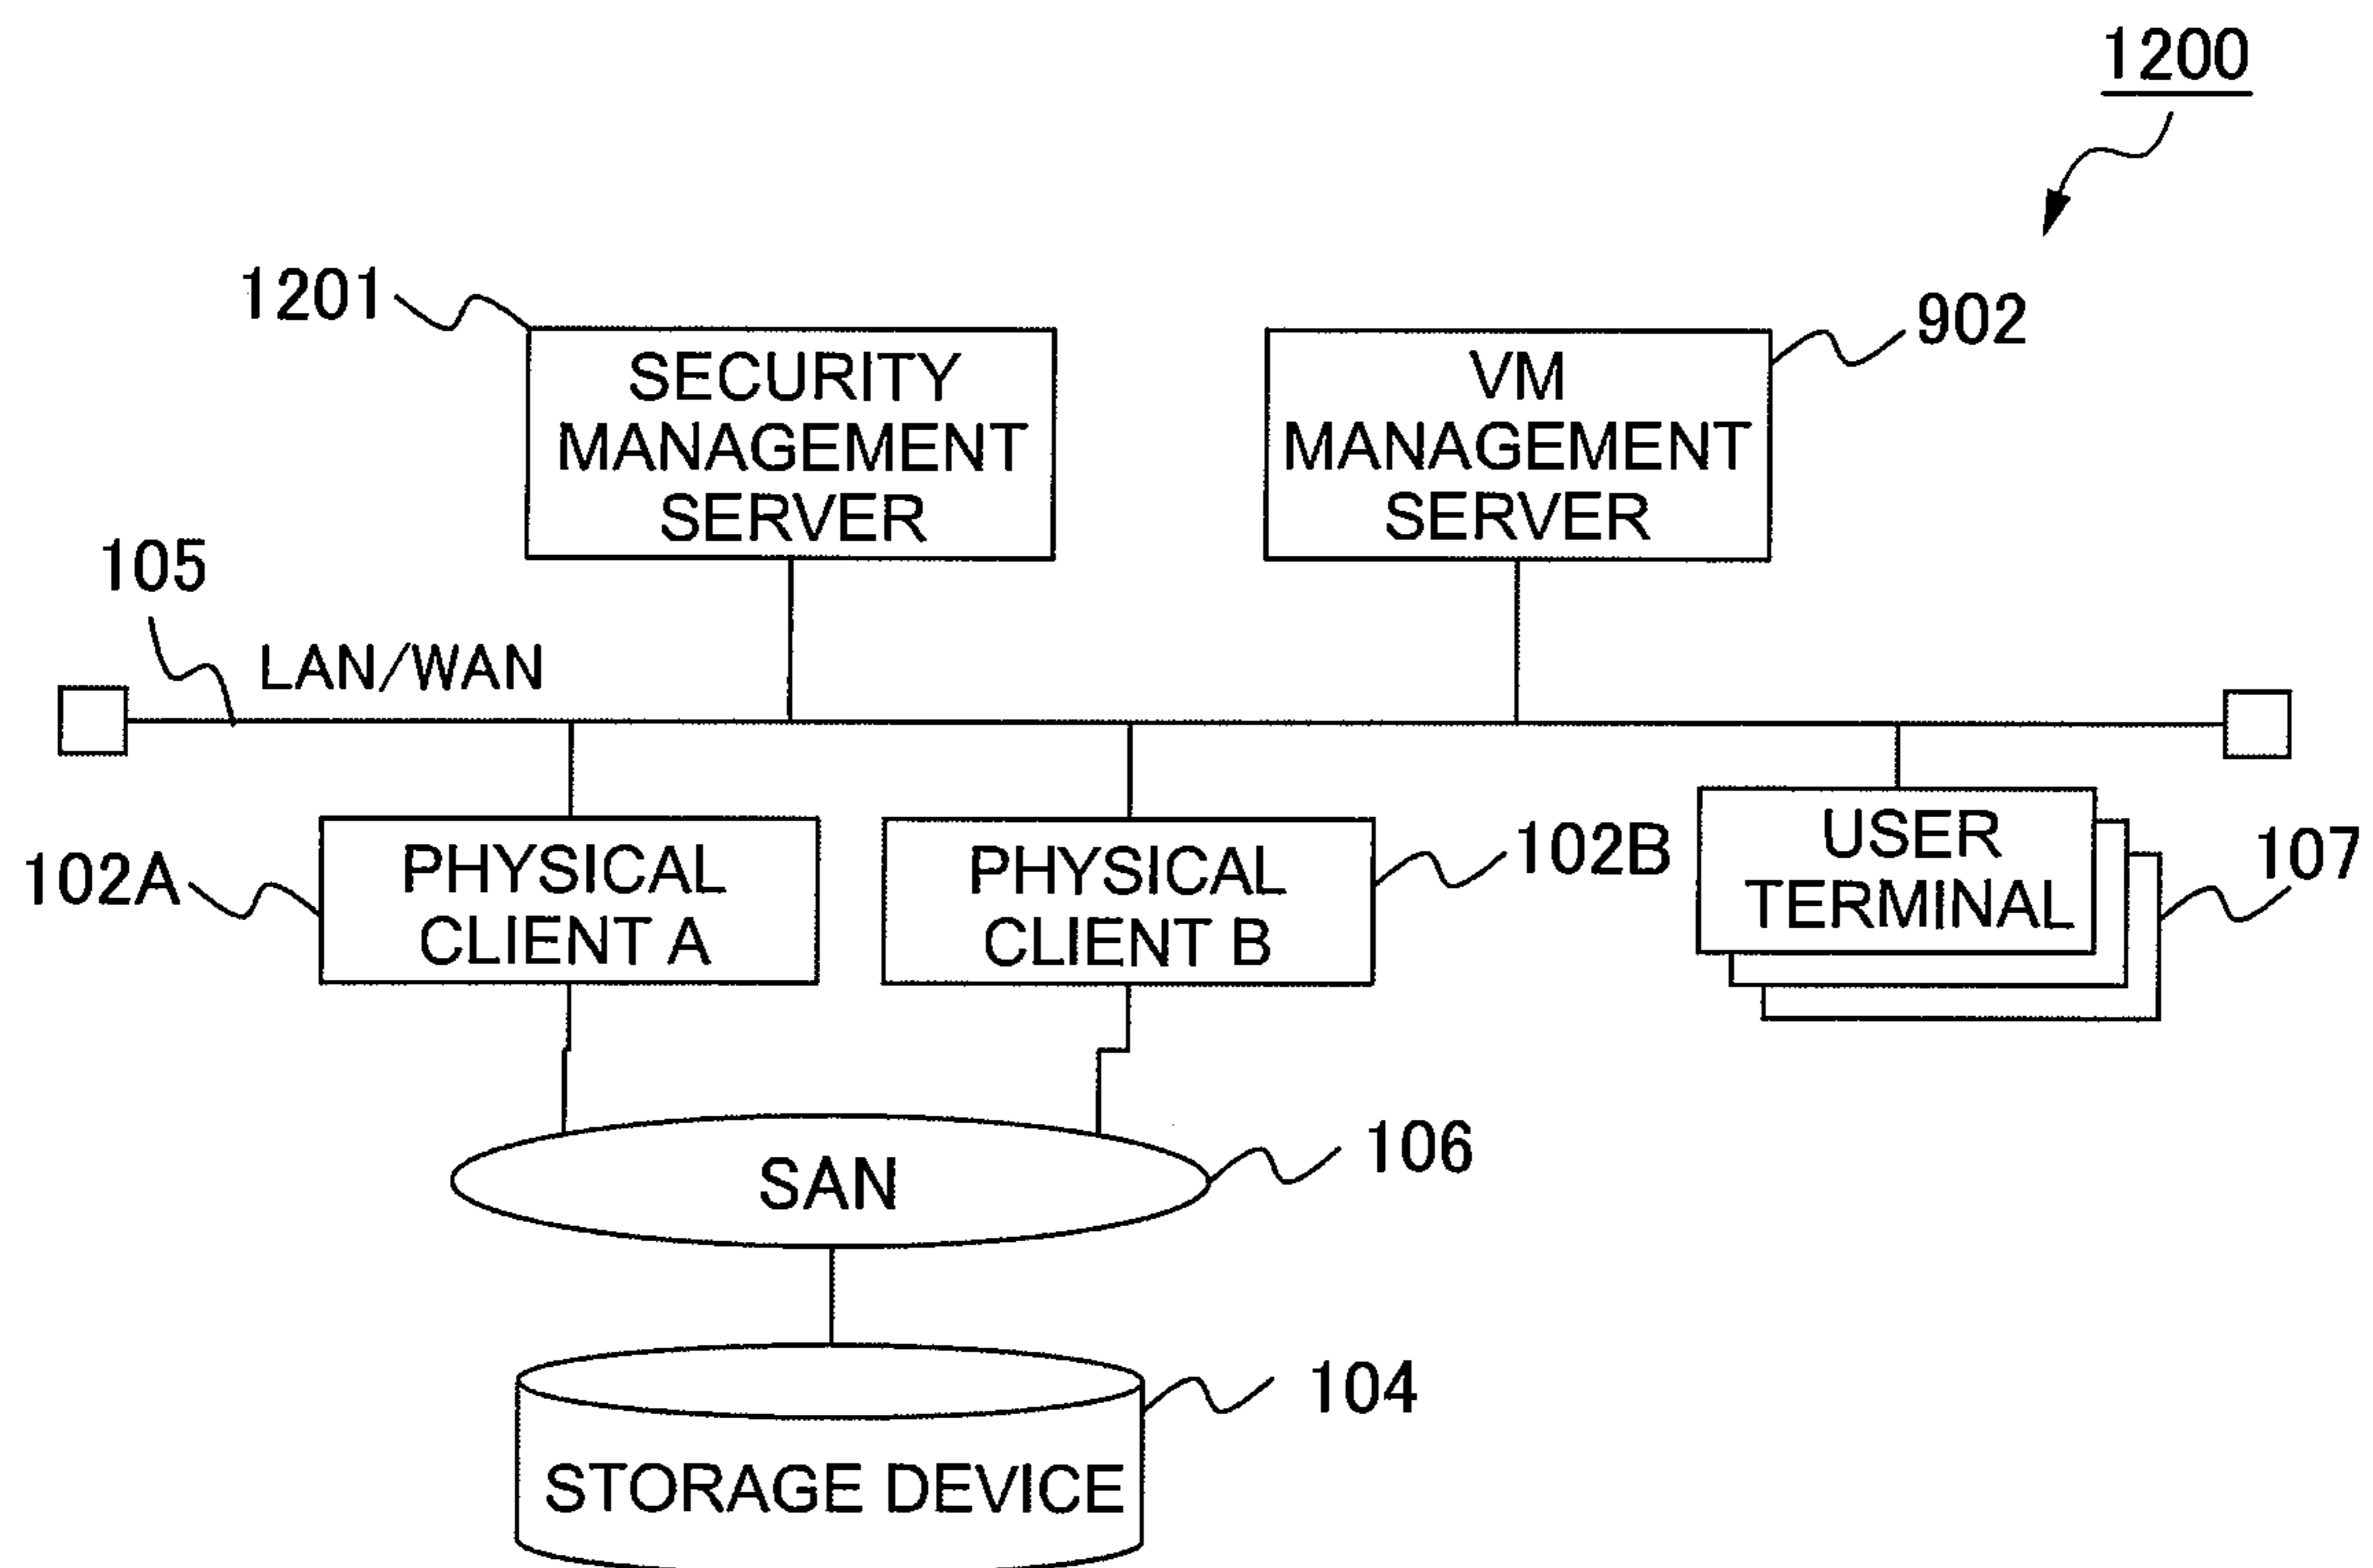 1200
1201
902
SECURITY
MANAGEMENT
SERVER
VM
MANAGEMENT
SERVER
105
LAN/WAN
102A
PHYSICAL
CLIENT A
PHYSICAL
CLIENT B
102B
USER
TERMINAL
107
SAN
106
104
STORAGE DEVICE